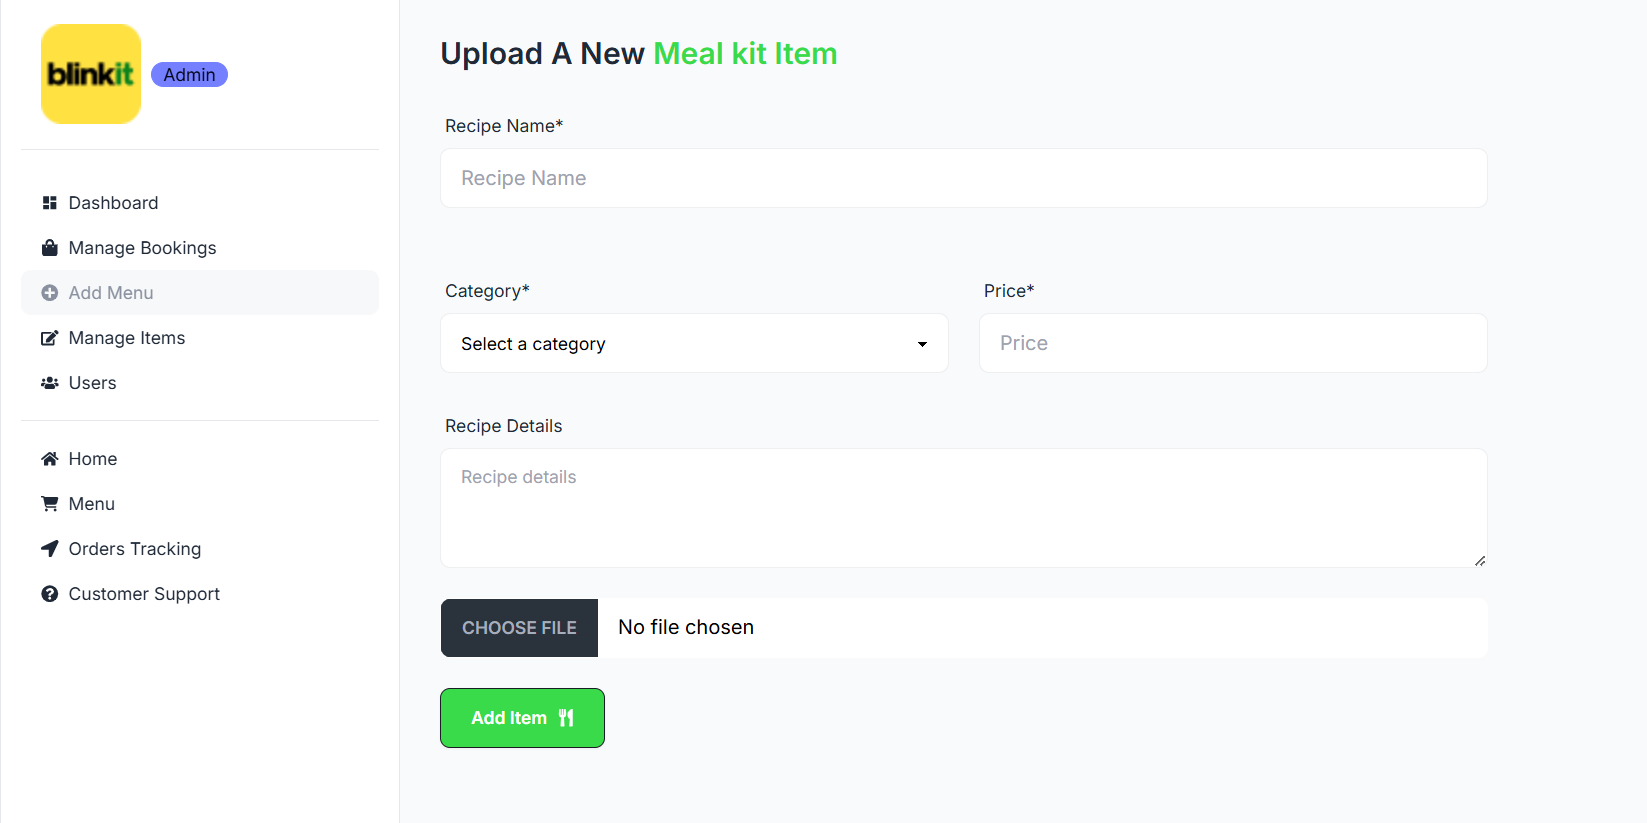 blinkit
Admin
Dashboard
Manage Bookings
Add Menu
Manage Items
Users
Home
Menu
Orders Tracking
Customer Support
Upload A New Meal kit Item
Recipe Name*
Recipe Name
Category*
Price*
Select a category
Price
Recipe Details
Recipe details
CHOOSE FILE No file chosen
Add Item